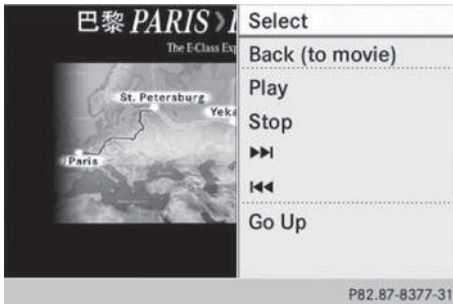 巴黎 PARIS
The E-Class Exp
St. Petersburg
Yeka
Paris
Select
Back (to movie)
Play
Stop
Go Up
P82.87-8377-31